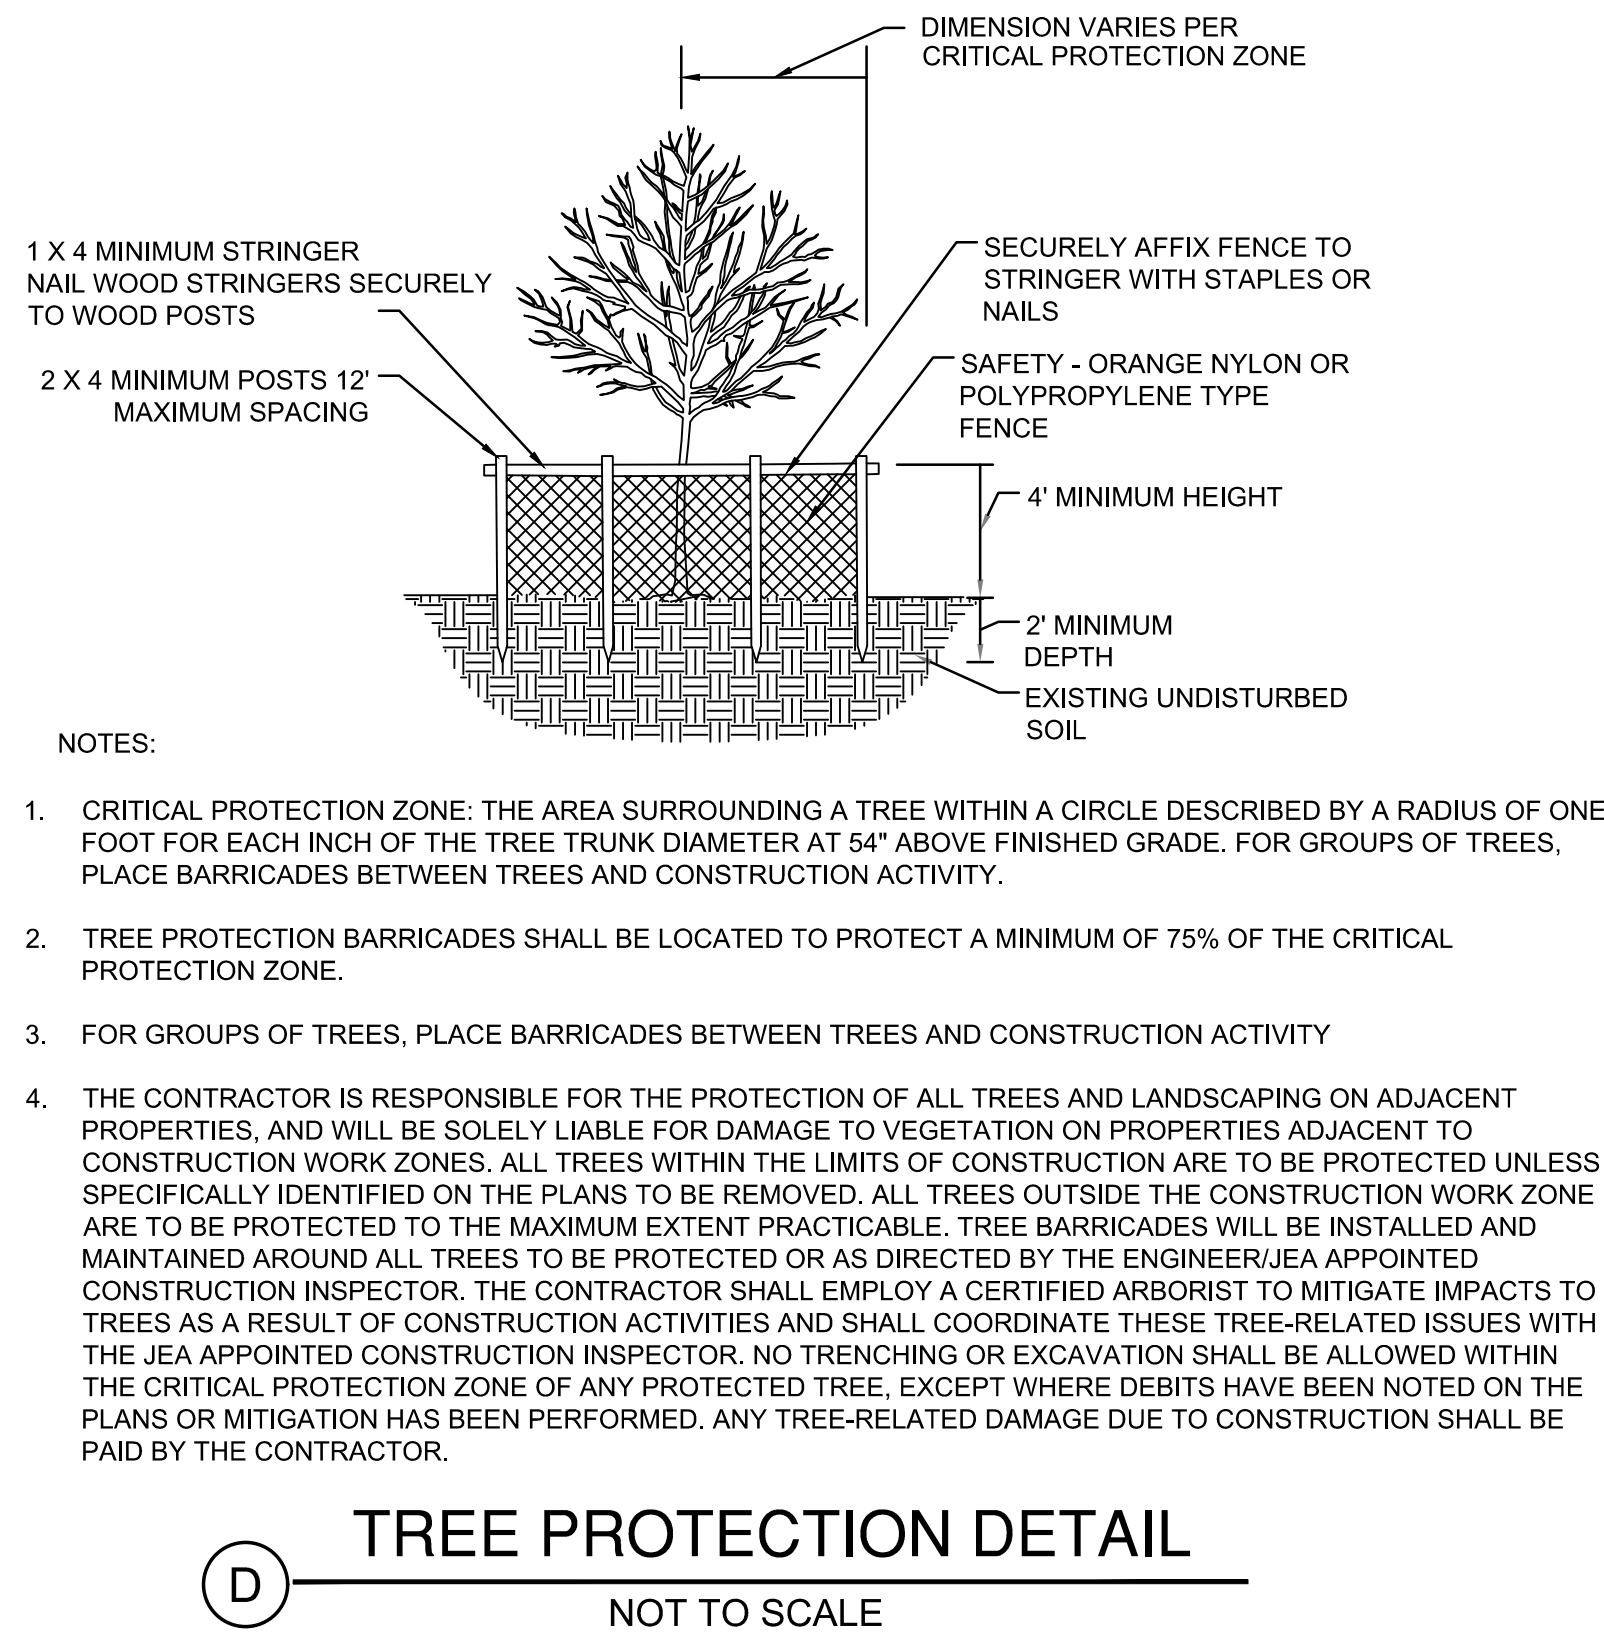 DIMENSION VARIES PER
CRITICAL PROTECTION ZONE
1 X 4 MINIMUM STRINGER
NAIL WOOD STRINGERS SECURELY
TO WOOD POSTS
2 X 4 MINIMUM POSTS 12'
MAXIMUM SPACING
SECURELY AFFIX FENCE TO
STRINGER WITH STAPLES OR
NAILS
SAFETY - ORANGE NYLON OR
POLYPROPYLENE TYPE
FENCE
4' MINIMUM HEIGHT
2' MINIMUM
DEPTH
EXISTING UNDISTURBED
SOIL
NOTES:
1. CRITICAL PROTECTION ZONE: THE AREA SURROUNDING A TREE WITHIN A CIRCLE DESCRIBED BY A RADIUS OF ONE
FOOT FOR EACH INCH OF THE TREE TRUNK DIAMETER AT 54" ABOVE FINISHED GRADE. FOR GROUPS OF TREES,
PLACE BARRICADES BETWEEN TREES AND CONSTRUCTION ACTIVITY.
2. TREE PROTECTION BARRICADES SHALL BE LOCATED TO PROTECT A MINIMUM OF 75% OF THE CRITICAL
PROTECTION ZONE.
3. FOR GROUPS OF TREES, PLACE BARRICADES BETWEEN TREES AND CONSTRUCTION ACTIVITY
4. THE CONTRACTOR IS RESPONSIBLE FOR THE PROTECTION OF ALL TREES AND LANDSCAPING ON ADJACENT
PROPERTIES, AND WILL BE SOLELY LIABLE FOR DAMAGE TO VEGETATION ON PROPERTIES ADJACENT TO
CONSTRUCTION WORK ZONES. ALL TREES WITHIN THE LIMITS OF CONSTRUCTION ARE TO BE PROTECTED UNLESS
SPECIFICALLY IDENTIFIED ON THE PLANS TO BE REMOVED. ALL TREES OUTSIDE THE CONSTRUCTION WORK ZONE
ARE TO BE PROTECTED TO THE MAXIMUM EXTENT PRACTICABLE. TREE BARRICADES WILL BE INSTALLED AND
MAINTAINED AROUND ALL TREES TO BE PROTECTED OR AS DIRECTED BY THE ENGINEER/JEA APPOINTED
CONSTRUCTION INSPECTOR. THE CONTRACTOR SHALL EMPLOY A CERTIFIED ARBORIST TO MITIGATE IMPACTS TO
TREES AS A RESULT OF CONSTRUCTION ACTIVITIES AND SHALL COORDINATE THESE TREE-RELATED ISSUES WITH
THE JEA APPOINTED CONSTRUCTION INSPECTOR. NO TRENCHING OR EXCAVATION SHALL BE ALLOWED WITHIN
THE CRITICAL PROTECTION ZONE OF ANY PROTECTED TREE, EXCEPT WHERE DEBITS HAVE BEEN NOTED ON THE
PLANS OR MITIGATION HAS BEEN PERFORMED. ANY TREE-RELATED DAMAGE DUE TO CONSTRUCTION SHALL BE
PAID BY THE CONTRACTOR.
TREE PROTECTION DETAIL
D
NOT TO SCALE